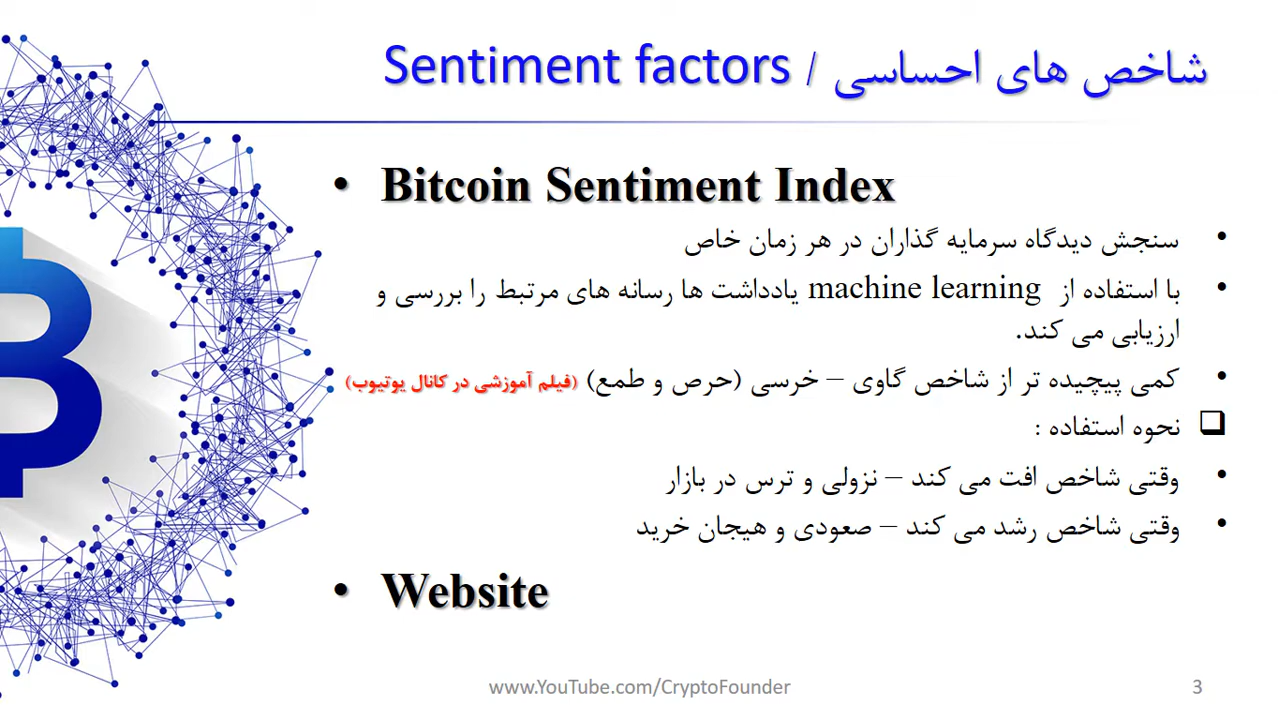 شاخص های احساسی / Sentiment factors
• Bitcoin Sentiment Index
• سنجش دیدگاه سرمایه گذاران در هر زمان خاص
• با استفاده از machine learning یادداشت ها رسانه های مرتبط را بررسی و
ارزیابی می کند.
• کمی پیچیده تر از شاخص گاوی – خرسی (حرص و طمع) (فیلم آموزشی در کانال یوتیوب)
❑ نحوه استفاده :
• وقتی شاخص افت می کند – نزولی و ترس در بازار
• وقتی شاخص رشد می کند – صعودی و هیجان خرید
• Website
www.YouTube.com/CryptoFounder
3